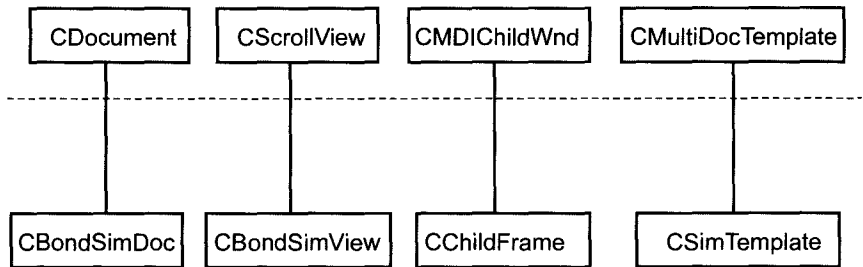 CDocument CScrollView CMDIChildWnd CMultiDocTemplate
CBondSimDoc CBondSimView CChildFrame CSimTemplate